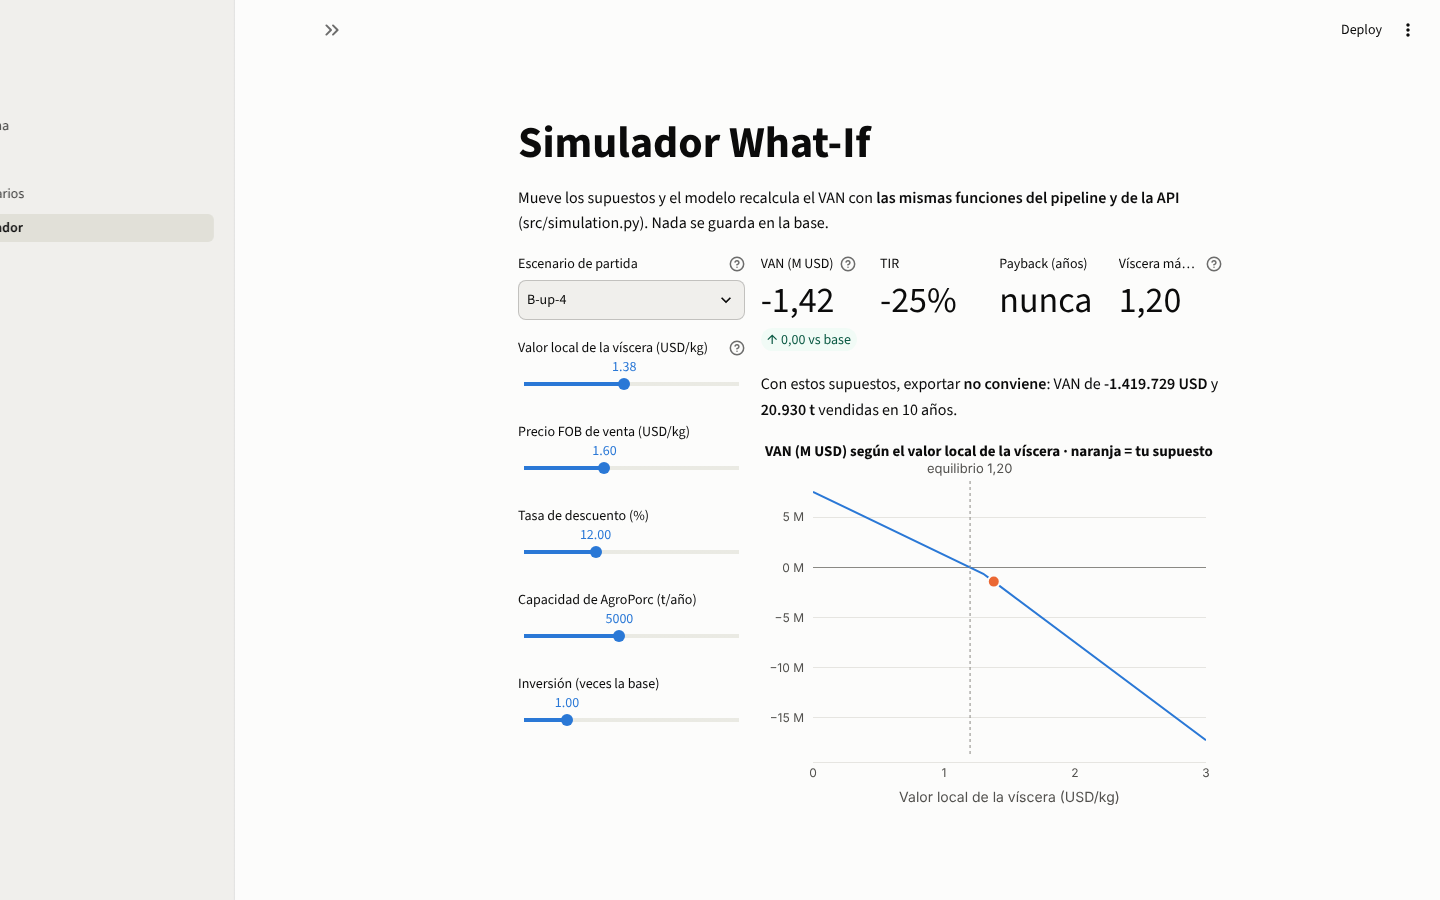 Deploy
na
arios
ador
Simulador What-If
Mueve los supuestos y el modelo recalcula el VAN con las mismas funciones del pipeline y de la API
(src/simulation.py). Nada se guarda en la base.
Escenario de partida
B-up-4
Valor local de la víscera (USD/kg)
1.38
Precio FOB de venta (USD/kg)
1.60
Tasa de descuento (%)
12.00
Capacidad de AgroPorc (t/año)
5000
Inversión (veces la base)
1.00
VAN (M USD)
-1,42
↑ 0,00 vs base
TIR
-25%
Payback (años)
nunca
Víscera má…
1,20
Con estos supuestos, exportar no conviene: VAN de -1.419.729 USD y
20.930 t vendidas en 10 años.
VAN (M USD) según el valor local de la víscera · naranja = tu supuesto
equilibrio 1,20
5 M
0 M
−5 M
−10 M
−15 M
0 1 2 3
Valor local de la víscera (USD/kg)